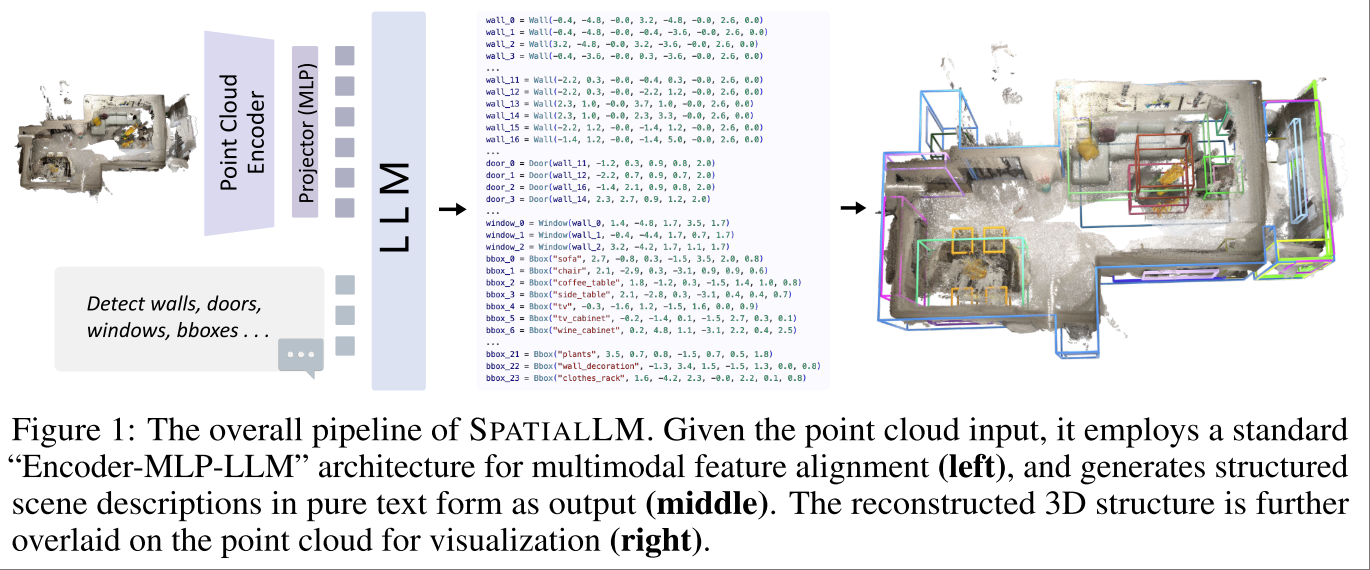 Point Cloud
Encoder
Projector (MLP)
LLM
Detect walls, doors,
windows, bboxes . . .
wall_0 = Wall(-0.4, -4.8, -0.0, 3.2, -4.8, -0.0, 2.6, 0.0)
wall_1 = Wall(-0.4, -4.8, -0.0, -0.4, -3.6, -0.0, 2.6, 0.0)
wall_2 = Wall(3.2, -4.8, -0.0, 3.2, -3.6, -0.0, 2.6, 0.0)
wall_3 = Wall(-0.4, -3.6, -0.0, 0.3, -3.6, -0.0, 2.6, 0.0)
...
wall_11 = Wall(-2.2, 0.3, -0.0, -0.4, 0.3, -0.0, 2.6, 0.0)
wall_12 = Wall(-2.2, 0.3, -0.0, -2.2, 1.2, -0.0, 2.6, 0.0)
wall_13 = Wall(2.3, 1.0, -0.0, 3.7, 1.0, -0.0, 2.6, 0.0)
wall_14 = Wall(2.3, 1.0, -0.0, 2.3, 3.3, -0.0, 2.6, 0.0)
wall_15 = Wall(-2.2, 1.2, -0.0, -1.4, 1.2, -0.0, 2.6, 0.0)
wall_16 = Wall(-1.4, 1.2, -0.0, -1.4, 5.0, -0.0, 2.6, 0.0)
...
door_0 = Door(wall_11, -1.2, 0.3, 0.9, 0.8, 2.0)
door_1 = Door(wall_12, -2.2, 0.7, 0.9, 0.7, 2.0)
door_2 = Door(wall_16, -1.4, 2.1, 0.9, 0.8, 2.0)
door_3 = Door(wall_14, 2.3, 2.7, 0.9, 1.2, 2.0)
...
window_0 = Window(wall_0, 1.4, -4.8, 1.7, 3.5, 1.7)
window_1 = Window(wall_1, -0.4, -4.4, 1.7, 0.7, 1.7)
window_2 = Window(wall_2, 3.2, -4.2, 1.7, 1.1, 1.7)
bbox_0 = Bbox("sofa", 2.7, -0.8, 0.3, -1.5, 3.5, 2.0, 0.8)
bbox_1 = Bbox("chair", 2.1, -2.9, 0.3, -3.1, 0.9, 0.9, 0.6)
bbox_2 = Bbox("coffee_table", 1.8, -1.2, 0.3, -1.5, 1.4, 1.0, 0.8)
bbox_3 = Bbox("side_table", 2.1, -2.8, 0.3, -3.1, 0.4, 0.4, 0.7)
bbox_4 = Bbox("tv", -0.3, -1.6, 1.2, -1.5, 1.6, 0.0, 0.9)
bbox_5 = Bbox("tv_cabinet", -0.2, -1.4, 0.1, -1.5, 2.7, 0.3, 0.1)
bbox_6 = Bbox("wine_cabinet", 0.2, 4.8, 1.1, -3.1, 2.2, 0.4, 2.5)
...
bbox_21 = Bbox("plants", 3.5, 0.7, 0.8, -1.5, 0.7, 0.5, 1.8)
bbox_22 = Bbox("wall_decoration", -1.3, 3.4, 1.5, -1.5, 1.3, 0.0, 0.8)
bbox_23 = Bbox("clothes_rack", 1.6, -4.2, 2.3, -0.0, 2.2, 0.1, 0.8)
Figure 1: The overall pipeline of SPATIALLM. Given the point cloud input, it employs a standard
“Encoder-MLP-LLM” architecture for multimodal feature alignment (left), and generates structured
scene descriptions in pure text form as output (middle). The reconstructed 3D structure is further
overlaid on the point cloud for visualization (right).